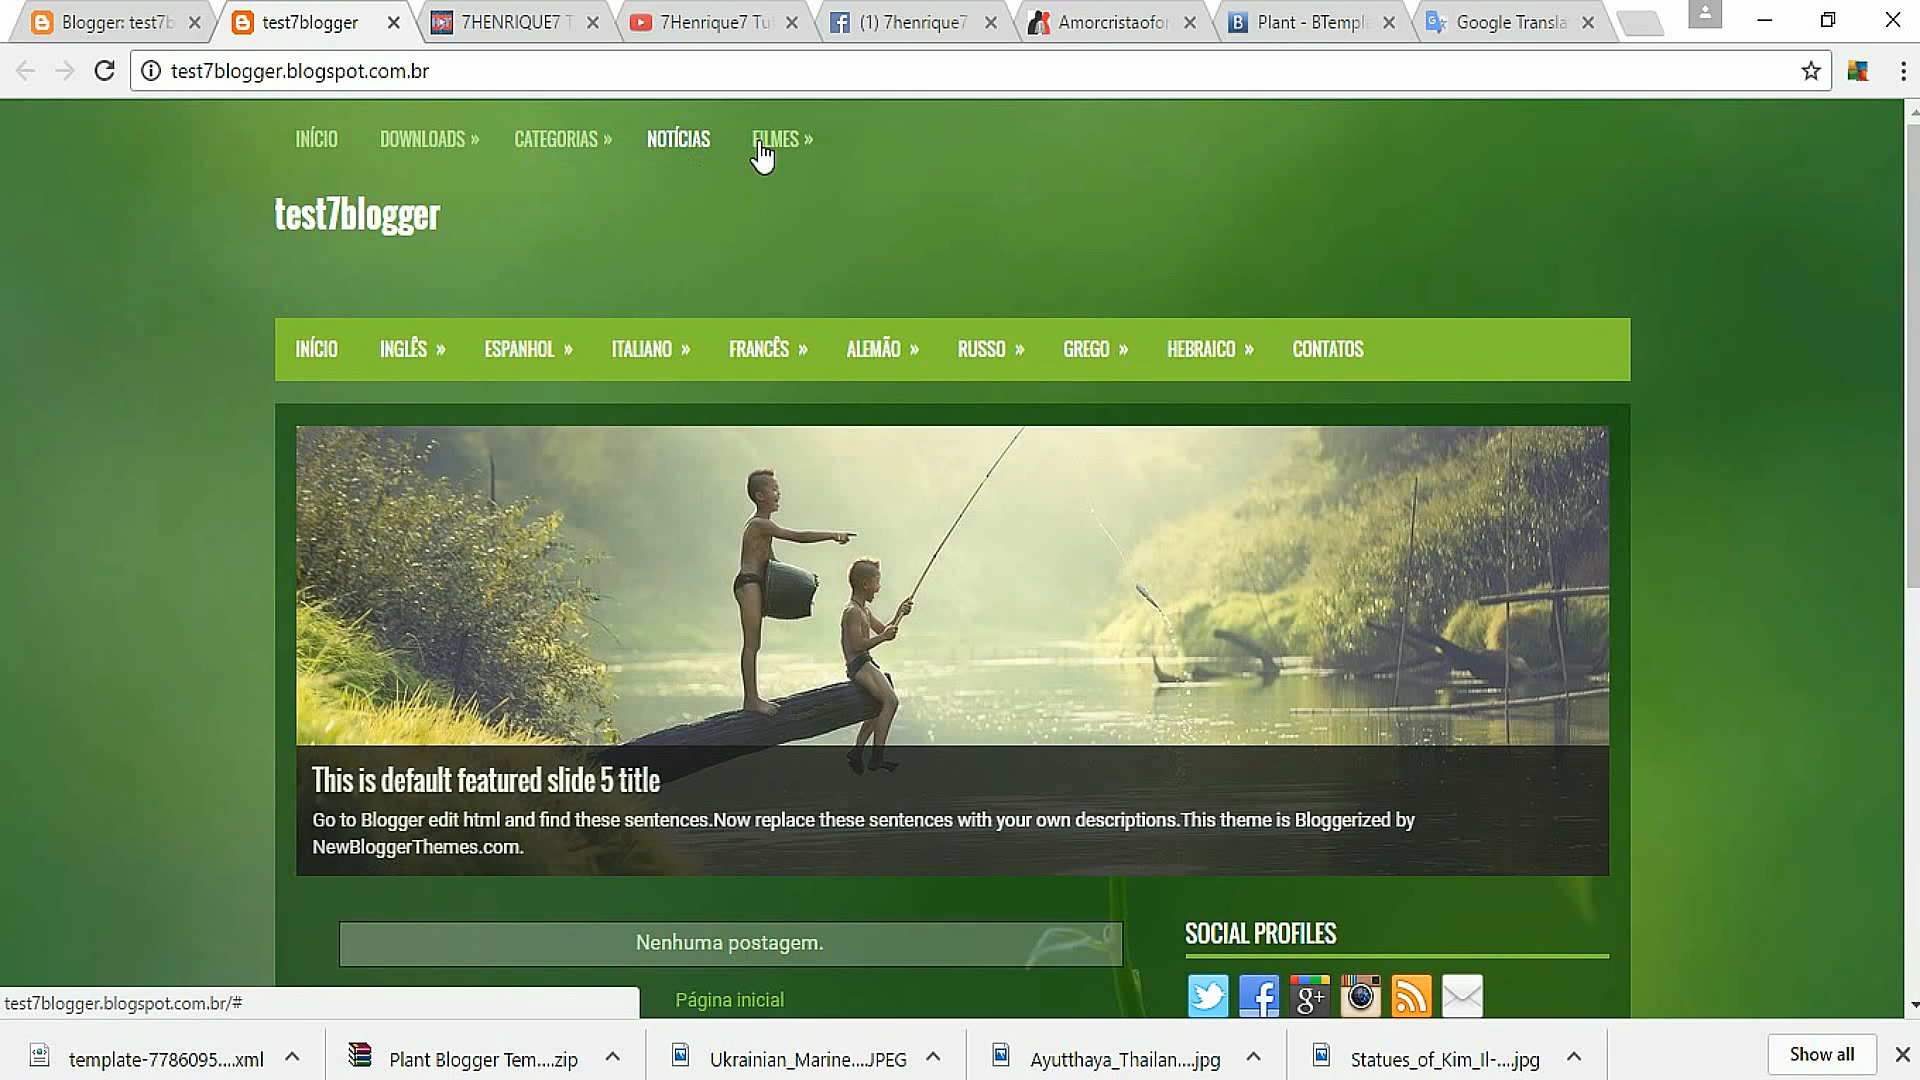 Blogger: test7b
test7blogger
7HENRIQUE7 T
7Henrique7 Tu
(1) 7henrique7
Amorcristaofo
Plant - BTempl
Google Transla
test7blogger.blogspot.com.br
INÍCIO DOWNLOADS » CATEGORIAS » NOTÍCIAS FILMES »
test7blogger
INÍCIO INGLÊS » ESPANHOL » ITALIANO » FRANCÊS » ALEMÃO » RUSSO » GREGO » HEBRAICO » CONTATOS
This is default featured slide 5 title
Go to Blogger edit html and find these sentences.Now replace these sentences with your own descriptions.This theme is Bloggerized by
NewBloggerThemes.com.
Nenhuma postagem.
SOCIAL PROFILES
Página inicial
test7blogger.blogspot.com.br/#
template-7786095....xml
Plant Blogger Tem....zip
Ukrainian_Marine....JPEG
Ayutthaya_Thailan....jpg
Statues_of_Kim_Il-....jpg
Show all